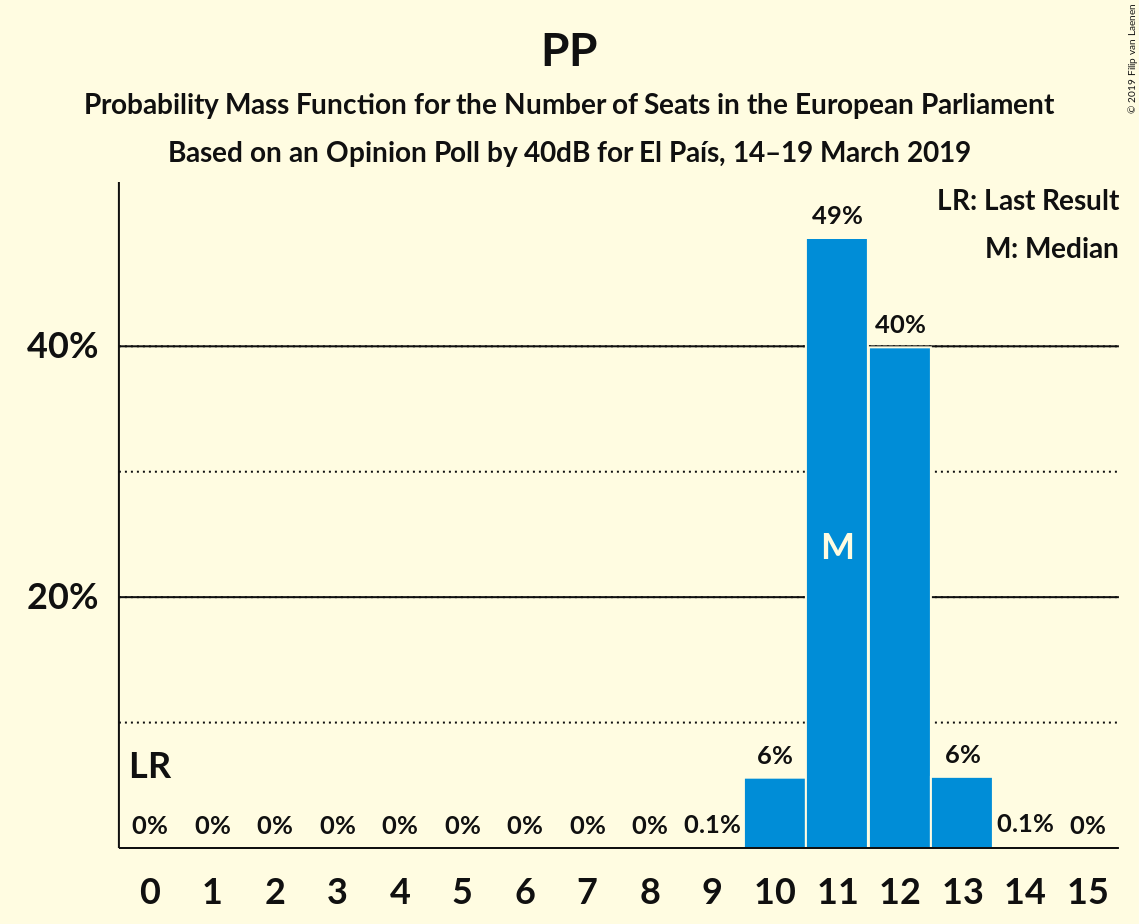 PP
Probability Mass Function for the Number of Seats in the European Parliament
Based on an Opinion Poll by 40dB for El País, 14–19 March 2019
© 2019 Filip van Laenen
LR: Last Result
M: Median
49%
40%
40%
M
20%
LR
6%
6%
0% 0% 0% 0% 0% 0% 0% 0% 0% 0.1% 0.1% 0%
0 1 2 3 4 5 6 7 8 9 10 11 12 13 14 15